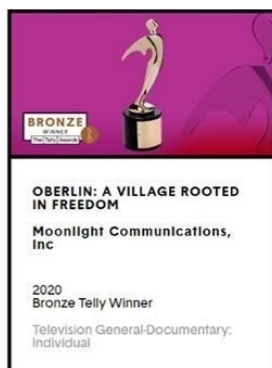 BRONZE
WINNER
The Telly Awards
OBERLIN: A VILLAGE ROOTED
IN FREEDOM
Moonlight Communications,
Inc
2020
Bronze Telly Winner
Television General-Documentary:
Individual